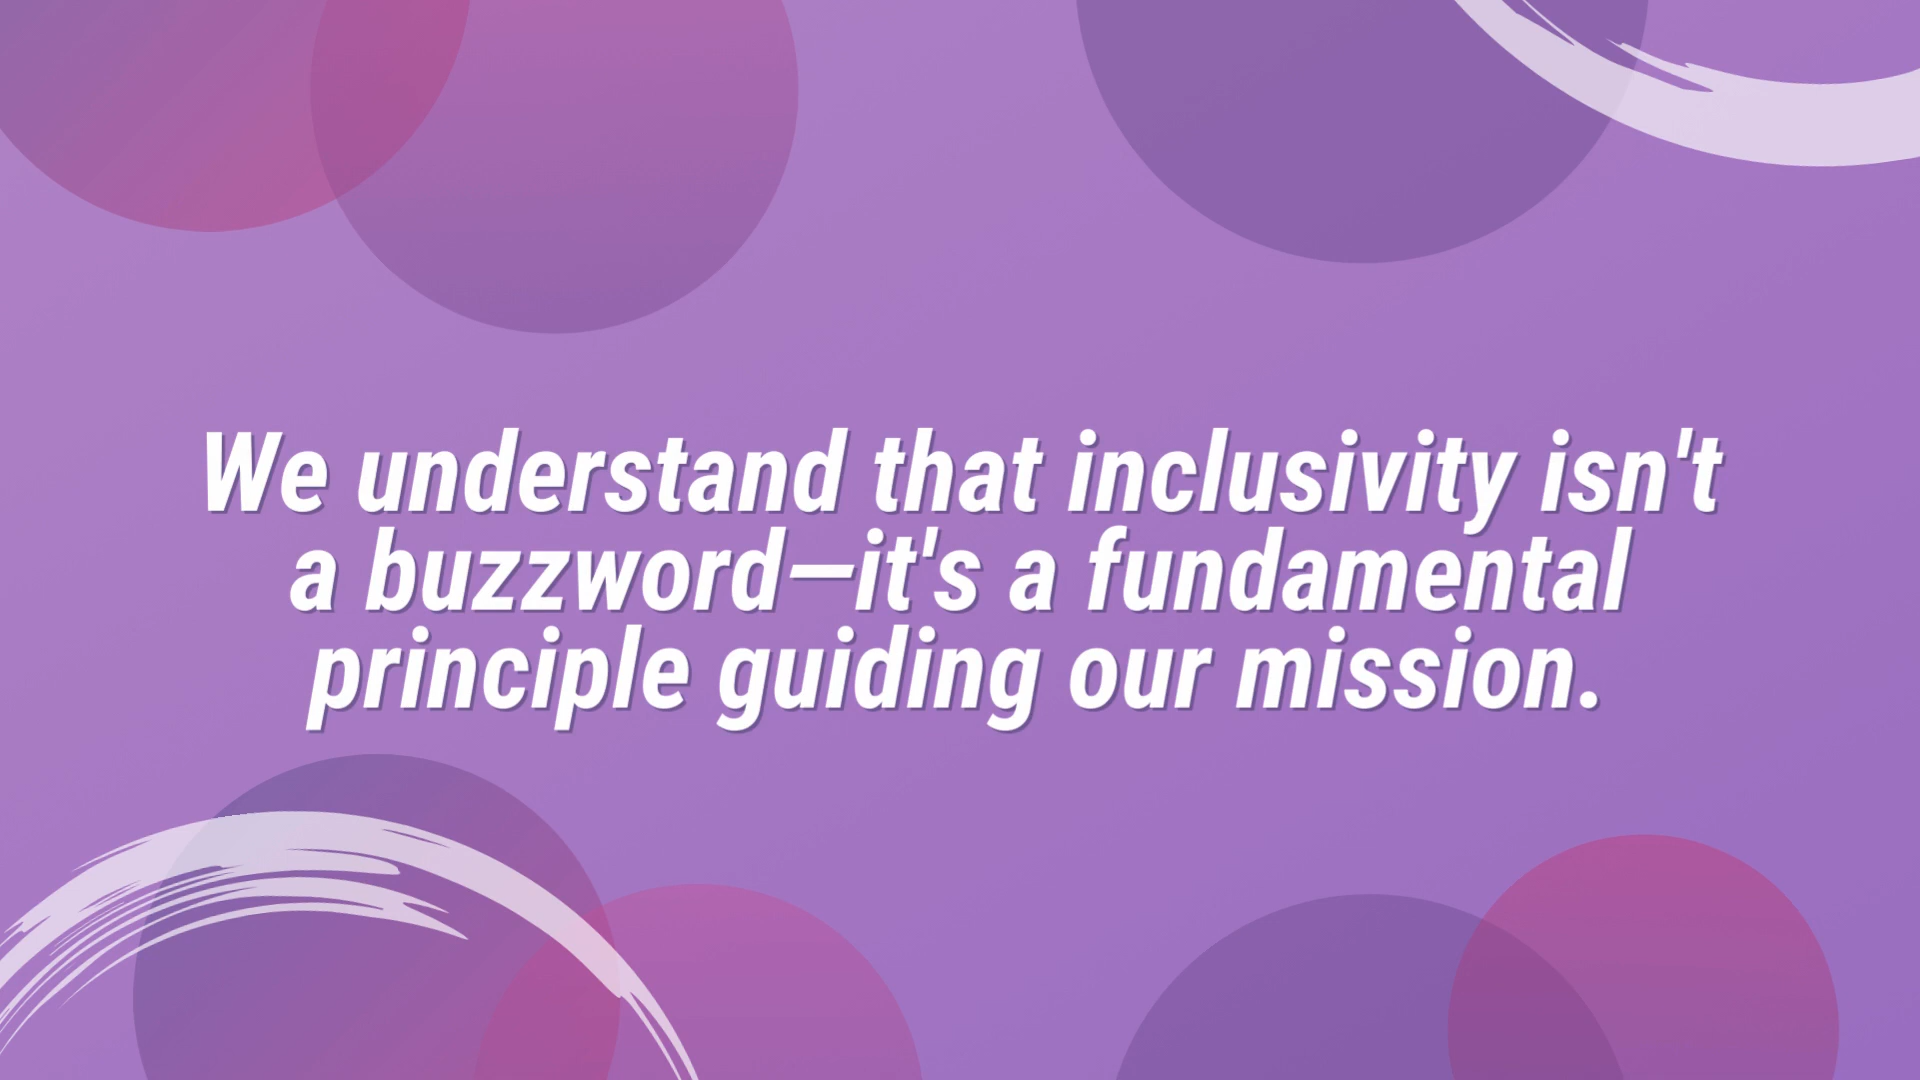 We understand that inclusivity isn't
a buzzword—it's a fundamental
principle guiding our mission.